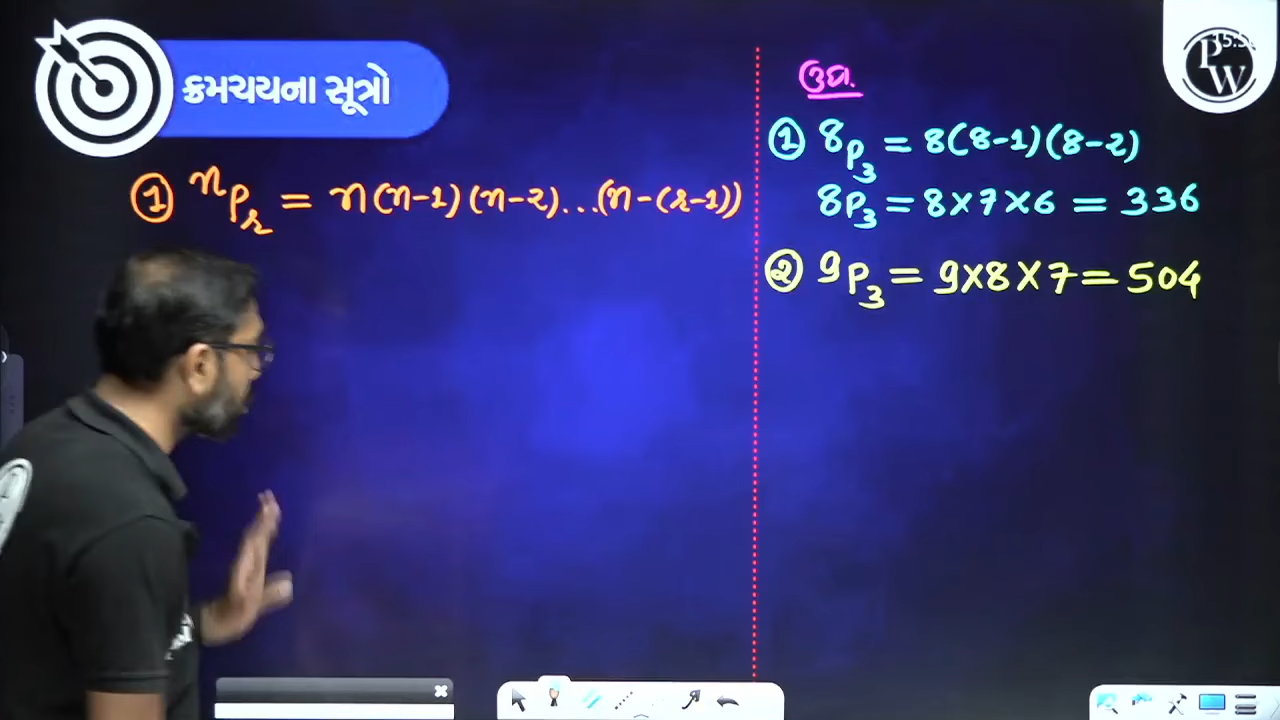 ક્રમચયના સૂત્રો
① nPr = n(n-1)(n-2)...(n-(r-1))
ઉદા.
① 8P3 = 8(8-1)(8-2)
8P3 = 8×7×6 = 336
② 9P3 = 9×8×7 = 504
PW